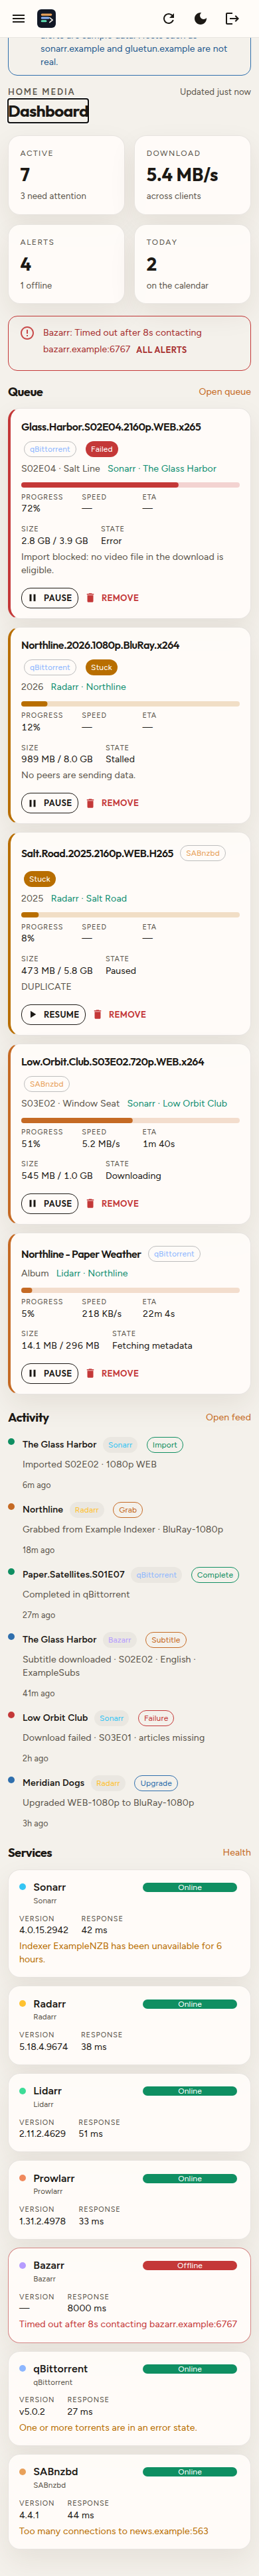 sonarr.example and gluetun.example are not
real.
HOME MEDIA
Updated just now
Dashboard
ACTIVE
7
3 need attention
DOWNLOAD
5.4 MB/s
across clients
ALERTS
4
1 offline
TODAY
2
on the calendar
Bazarr: Timed out after 8s contacting
bazarr.example:6767 ALL ALERTS
Queue
Open queue
Glass.Harbor.S02E04.2160p.WEB.x265
qBittorrent Failed
S02E04 · Salt Line Sonarr · The Glass Harbor
PROGRESS SPEED ETA
72% — —
SIZE STATE
2.8 GB / 3.9 GB Error
Import blocked: no video file in the download is
eligible.
PAUSE REMOVE
Northline.2026.1080p.BluRay.x264
qBittorrent Stuck
2026 Radarr · Northline
PROGRESS SPEED ETA
12% — —
SIZE STATE
989 MB / 8.0 GB Stalled
No peers are sending data.
PAUSE REMOVE
Salt.Road.2025.2160p.WEB.H265 SABnzbd
Stuck
2025 Radarr · Salt Road
PROGRESS SPEED ETA
8% — —
SIZE STATE
473 MB / 5.8 GB Paused
DUPLICATE
RESUME REMOVE
Low.Orbit.Club.S03E02.720p.WEB.x264
SABnzbd
S03E02 · Window Seat Sonarr · Low Orbit Club
PROGRESS SPEED ETA
51% 5.2 MB/s 1m 40s
SIZE STATE
545 MB / 1.0 GB Downloading
PAUSE REMOVE
Northline - Paper Weather qBittorrent
Album Lidarr · Northline
PROGRESS SPEED ETA
5% 218 KB/s 22m 4s
SIZE STATE
14.1 MB / 296 MB Fetching metadata
PAUSE REMOVE
Activity
Open feed
The Glass Harbor Sonarr Import
Imported S02E02 · 1080p WEB
6m ago
Northline Radarr Grab
Grabbed from Example Indexer · BluRay-1080p
18m ago
Paper.Satellites.S01E07 qBittorrent Complete
Completed in qBittorrent
27m ago
The Glass Harbor Bazarr Subtitle
Subtitle downloaded · S02E02 · English ·
ExampleSubs
41m ago
Low Orbit Club Sonarr Failure
Download failed · S03E01 · articles missing
2h ago
Meridian Dogs Radarr Upgrade
Upgraded WEB-1080p to BluRay-1080p
3h ago
Services
Health
Sonarr Online
Sonarr
VERSION RESPONSE
4.0.15.2942 42 ms
Indexer ExampleNZB has been unavailable for 6
hours.
Radarr Online
Radarr
VERSION RESPONSE
5.18.4.9674 38 ms
Lidarr Online
Lidarr
VERSION RESPONSE
2.11.2.4629 51 ms
Prowlarr Online
Prowlarr
VERSION RESPONSE
1.31.2.4978 33 ms
Bazarr Offline
Bazarr
VERSION RESPONSE
— 8000 ms
Timed out after 8s contacting bazarr.example:6767
qBittorrent Online
qBittorrent
VERSION RESPONSE
v5.0.2 27 ms
One or more torrents are in an error state.
SABnzbd Online
SABnzbd
VERSION RESPONSE
4.4.1 44 ms
Too many connections to news.example:563